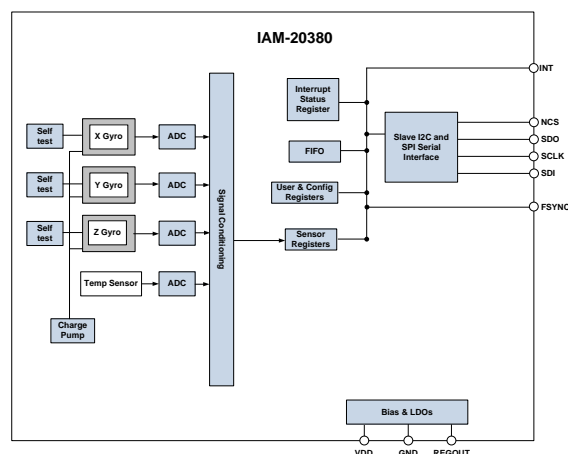 IAM-20380
INT
Interrupt
Status
Register
NCS
Slave I2C and
SPI Serial
Interface
SDO
SCLK
SDI
FIFO
User & Config
Registers
FSYNC
Sensor
Registers
Self
test
X Gyro
ADC
Self
test
Y Gyro
ADC
Self
test
Z Gyro
ADC
Temp Sensor
ADC
Signal Conditioning
Charge
Pump
Bias & LDOs
VDD
GND
REGOUT